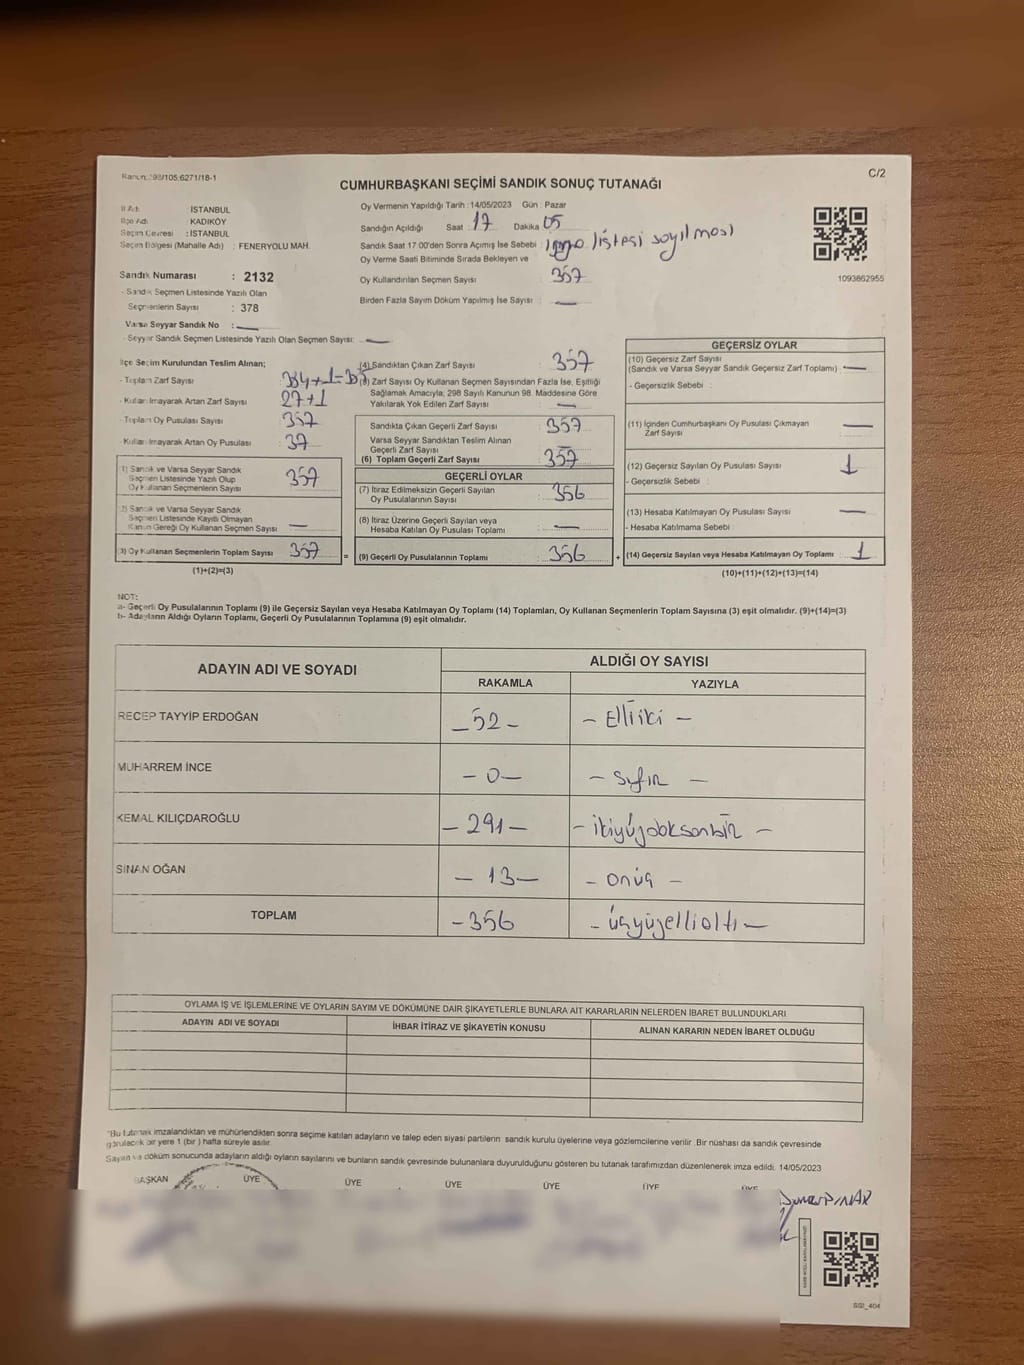 Kanun: 298/105.6271/18-1
C/2
CUMHURBAŞKANI SEÇİMİ SANDIK SONUÇ TUTANAĞI
İl Adı : İSTANBUL
İlçe Adı : KADIKÖY
Seçim Çevresi : İSTANBUL
Seçim Bölgesi (Mahalle Adı) : FENERYOLU MAH.
Sandık Numarası : 2132
- Sandık Seçmen Listesinde Yazılı Olan
Seçmenlerin Sayısı : 378
Varsa Seyyar Sandık No :
- Seyyar Sandık Seçmen Listesinde Yazılı Olan Seçmen Sayısı:
Oy Vermenin Yapıldığı Tarih : 14/05/2023 Gün : Pazar
Sandığın Açıldığı Saat : 17 Dakika 05
Sandık Saat 17.00'den Sonra Açımış İse Sebebi : listesi sayılması
Oy Verme Saati Bitiminde Sırada Bekleyen ve
Oy Kullandırılan Seçmen Sayısı : 357
Birden Fazla Sayım Döküm Yapılmış İse Sayısı : —
1093862955
İlçe Seçim Kurulundan Teslim Alınan;
- Toplam Zarf Sayısı : 384+1=
- Kullanılmayarak Artan Zarf Sayısı : 27+1
- Toplam Oy Pusulası Sayısı :
- Kullanılmayarak Artan Oy Pusulası : 37
1) Sandık ve Varsa Seyyar Sandık
Seçmen Listesinde Yazılı Olup
Oy Kullanan Seçmenlerin Sayısı : 357
2) Sandık ve Varsa Seyyar Sandık
Seçmen Listesinde Kayıtlı Olmayan
Kanun Gereği Oy Kullanan Seçmen Sayısı : —
(3) Oy Kullanan Seçmenlerin Toplam Sayısı : 357 =
(1)+(2)=(3)
(4) Sandıktan Çıkan Zarf Sayısı : 357
Zarf Sayısı Oy Kullanan Seçmen Sayısından Fazla İse, Eşitliği
Sağlamak Amacıyla; 298 Sayılı Kanunun 98. Maddesine Göre
Yakılarak Yok Edilen Zarf Sayısı : —
Sandıkta Çıkan Geçerli Zarf Sayısı : 357
Varsa Seyyar Sandıktan Teslim Alınan
Geçerli Zarf Sayısı
(6) Toplam Geçerli Zarf Sayısı : 357
GEÇERLİ OYLAR
(7) İtiraz Edilmeksizin Geçerli Sayılan
Oy Pusulalarının Sayısı : 356
(8) İtiraz Üzerine Geçerli Sayılan veya
Hesaba Katılan Oy Pusulası Toplamı : —
(9) Geçerli Oy Pusulalarının Toplamı : 356 +
GEÇERSİZ OYLAR
(10) Geçersiz Zarf Sayısı
(Sandık ve Varsa Seyyar Sandık Geçersiz Zarf Toplamı) : —
- Geçersizlik Sebebi :
(11) İçinden Cumhurbaşkanı Oy Pusulası Çıkmayan
Zarf Sayısı : —
(12) Geçersiz Sayılan Oy Pusulası Sayısı : 1
- Geçersizlik Sebebi :
(13) Hesaba Katılmayan Oy Pusulası Sayısı : —
- Hesaba Katılmama Sebebi :
(14) Geçersiz Sayılan veya Hesaba Katılmayan Oy Toplamı : 1
(10)+(11)+(12)+(13)=(14)
NOT:
a- Geçerli Oy Pusulalarının Toplamı (9) ile Geçersiz Sayılan veya Hesaba Katılmayan Oy Toplamı (14) Toplamları, Oy Kullanan Seçmenlerin Toplam Sayısına (3) eşit olmalıdır. (9)+(14)=(3)
b- Adayların Aldığı Oyların Toplamı, Geçerli Oy Pusulalarının Toplamına (9) eşit olmalıdır.
ADAYIN ADI VE SOYADI ALDIĞI OY SAYISI
RAKAMLA YAZIYLA
RECEP TAYYİP ERDOĞAN - 52 - - Elliiki -
MUHARREM İNCE - 0 - - Sıfır -
KEMAL KILIÇDAROĞLU - 291 - - ikiyüzdoksanbir -
SİNAN OĞAN - 13 - - onüç -
TOPLAM - 356 - üçyüzellialtı -
OYLAMA İŞ VE İŞLEMLERİNE VE OYLARIN SAYIM VE DÖKÜMÜNE DAİR ŞİKAYETLERLE BUNLARA AİT KARARLARIN NELERDEN İBARET BULUNDUKLARI
ADAYIN ADI VE SOYADI İHBAR İTİRAZ VE ŞİKAYETİN KONUSU ALINAN KARARIN NEDEN İBARET OLDUĞU
*Bu tutanak imzalandıktan ve mühürlendikten sonra seçime katılan adayların ve talep eden siyasi partilerin sandık kurulu üyelerine veya gözlemcilerine verilir. Bir nüshası da sandık çevresinde
görülecek bir yere 1 (bir) hafta süreyle asılır.
Sayım ve döküm sonucunda adayların aldığı oyların sayılarını ve bunların sandık çevresinde bulunanlara duyurulduğunu gösteren bu tutanak tarafımızdan düzenlenerek imza edildi. 14/05/2023
BAŞKAN ÜYE ÜYE ÜYE ÜYE ÜYE ÜYE
PINAR
SSI_404